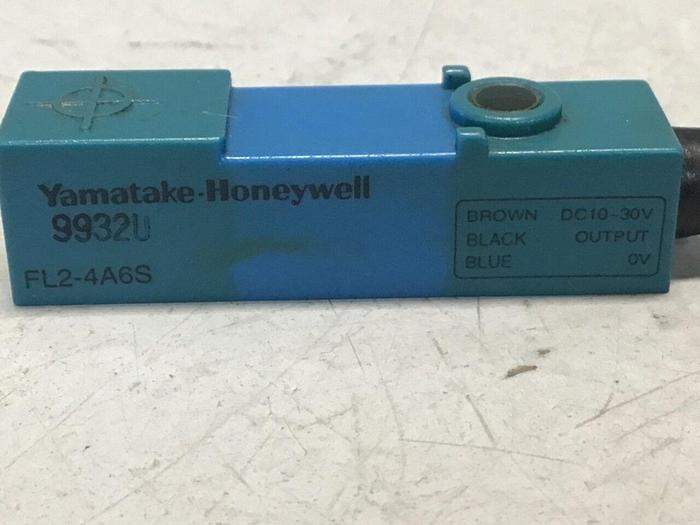 Yamatake-Honeywell
9932U
FL2-4A6S
BROWN DC10-30V
BLACK OUTPUT
BLUE 0V